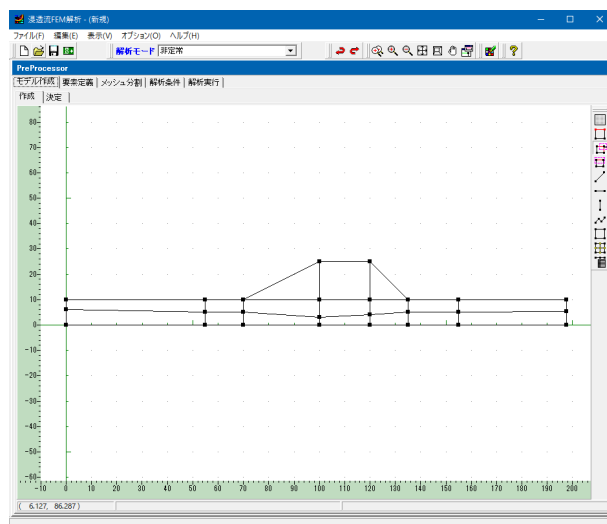 浸透流FEM解析 - (新規)
ファイル(F) 編集(E) 表示(V) オプション(O) ヘルプ(H)
解析モード 非定常
PreProcessor
モデル作成 要素定義 メッシュ分割 解析条件 解析実行
作成 決定
80
70
60
50
40
30
20
10
0
-10
-20
-30
-40
-50
-60
-10 0 10 20 30 40 50 60 70 80 90 100 110 120 130 140 150 160 170 180 190 200
( 6.127, 86.287)